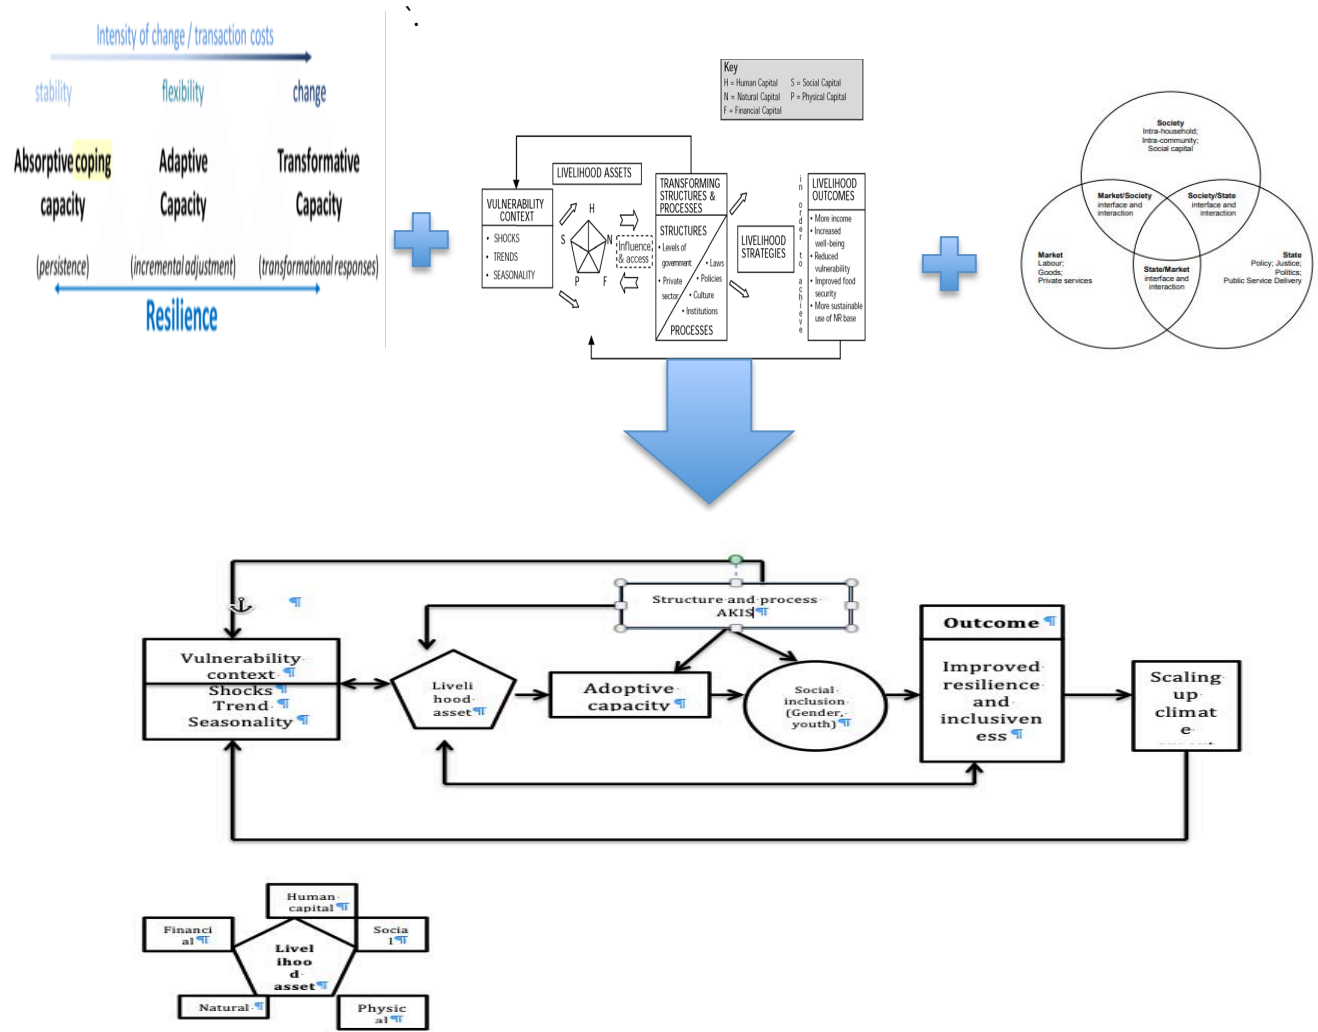 `.
Intensity of change / transaction costs
stability
flexibility
change
Absorptive coping
capacity
Adaptive
Capacity
Transformative
Capacity
(persistence)
(incremental adjustment)
(transformational responses)
Resilience
Key
H = Human Capital
S = Social Capital
N = Natural Capital
P = Physical Capital
F = Financial Capital
LIVELIHOOD ASSETS
VULNERABILITY
CONTEXT
• SHOCKS
• TRENDS
• SEASONALITY
H
S
N
P
F
Influence
& access
TRANSFORMING
STRUCTURES &
PROCESSES
STRUCTURES
• Levels of
government
• Private
sector
• Laws
• Policies
• Culture
• Institutions
PROCESSES
LIVELIHOOD
STRATEGIES
in order to achieve
LIVELIHOOD
OUTCOMES
• More income
• Increased
well-being
• Reduced
vulnerability
• Improved food
security
• More sustainable
use of NR base
Society
Intra-household;
Intra-community;
Social capital
Market/Society
interface and
interaction
Society/State
interface and
interaction
Market
Labour;
Goods;
Private services
State/Market
interface and
interaction
State
Policy; Justice;
Politics;
Public Service Delivery
¶
Structure·and·process·
AKIS¶
Vulnerability·
context·¶
Shocks·¶
Trend·¶
Seasonality·¶
Liveli
hood·
asset¶
Adoptive·
capacity·¶
Social·
inclusion·
(Gender,·
youth)¶
Outcome·¶
Improved·
resilience·
and·
inclusiven
ess¶
Scaling·
up·
climat
e·
Human·
capital·¶
Financi
al¶
Socia
l¶
Livel
ihoo
d·
asset¶
Natural·¶
Physic
al¶